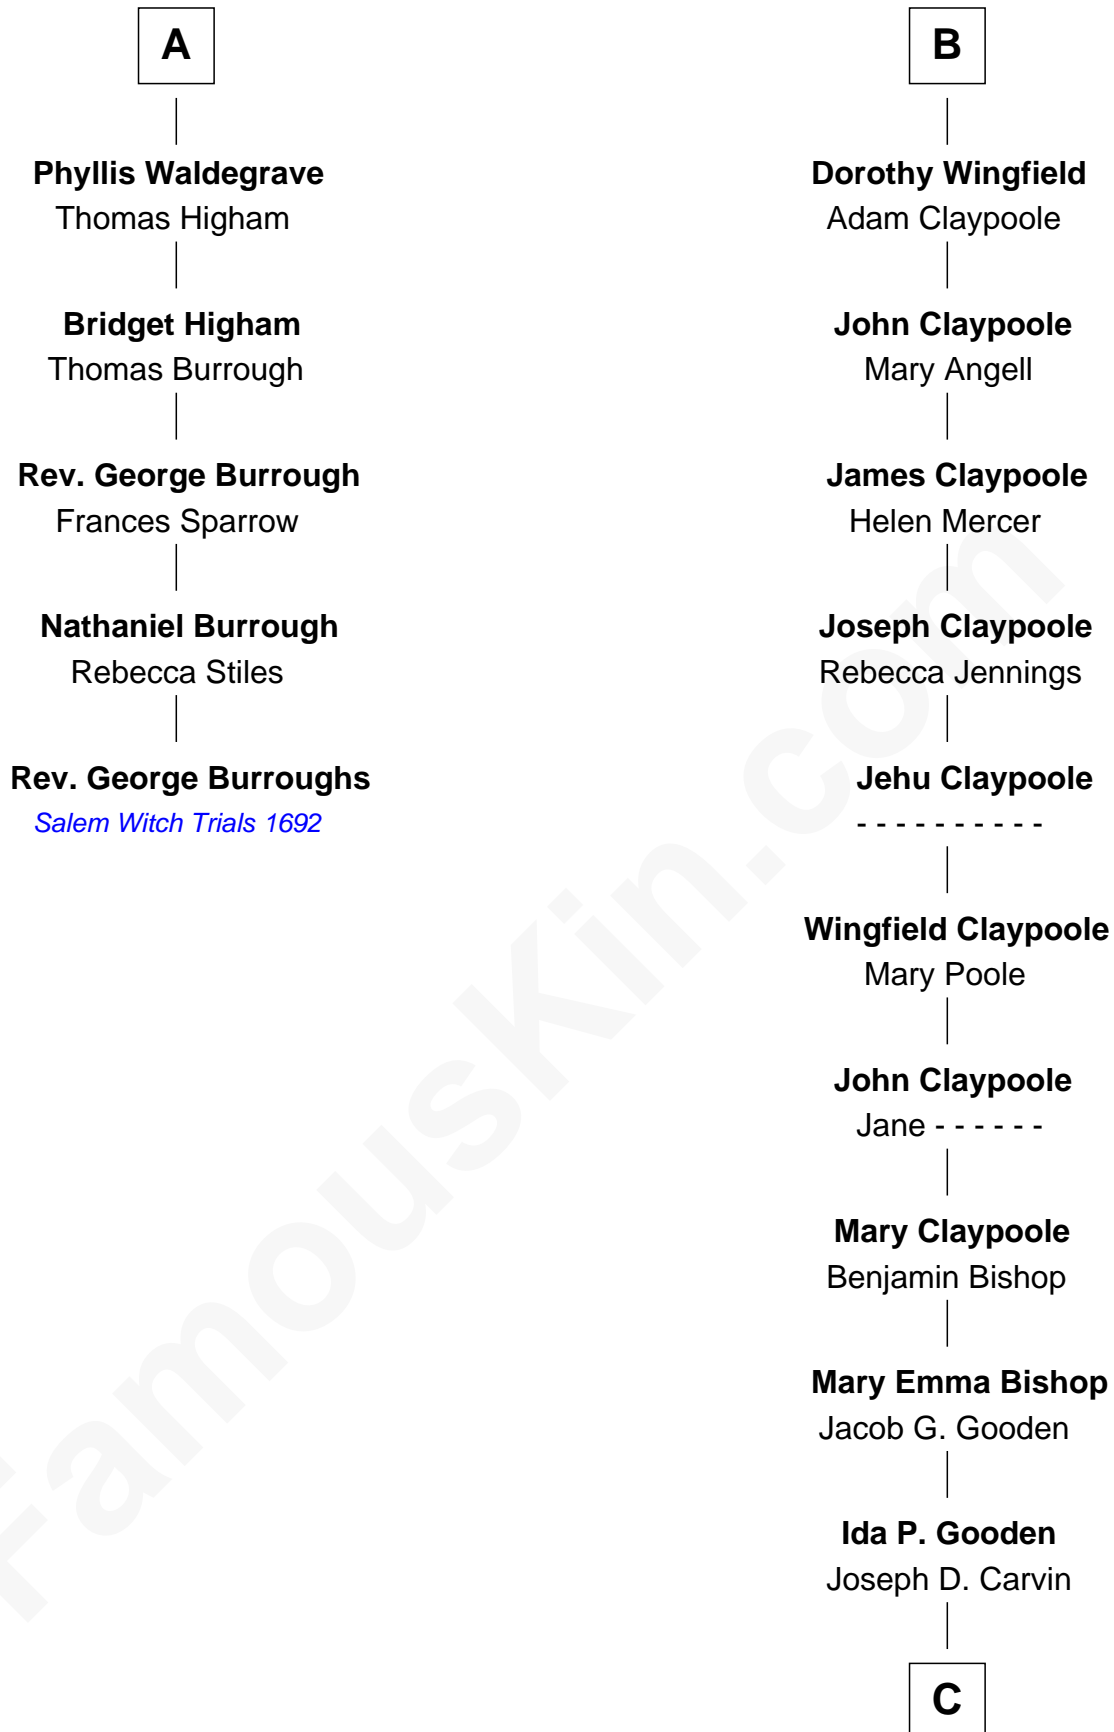 A
Phyllis Waldegrave
Thomas Higham
Bridget Higham
Thomas Burrough
Rev. George Burrough
Frances Sparrow
Nathaniel Burrough
Rebecca Stiles
Rev. George Burroughs
Salem Witch Trials 1692
B
Dorothy Wingfield
Adam Claypoole
John Claypoole
Mary Angell
James Claypoole
Helen Mercer
Joseph Claypoole
Rebecca Jennings
Jehu Claypoole
- - - - - - - - - -
Wingfield Claypoole
Mary Poole
John Claypoole
Jane - - - - - -
Mary Claypoole
Benjamin Bishop
Mary Emma Bishop
Jacob G. Gooden
Ida P. Gooden
Joseph D. Carvin
C
FamousKin.com